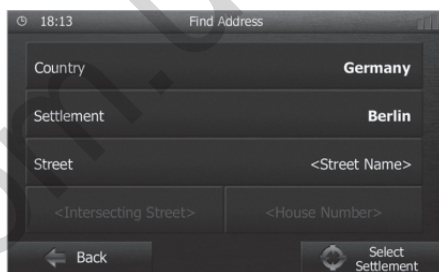 18:13 Find Address
Country Germany
Settlement Berlin
Street <Street Name>
<Intersecting Street> <House Number>
Back Select
Settlement